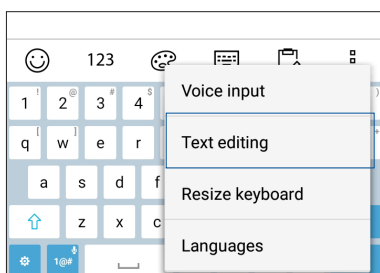 123
Voice input
1 ! 2 @ 3 # 4 $ )
Text editing
q [ w ] e r +
Resize keyboard
a s d f
z x c
Languages
1@#